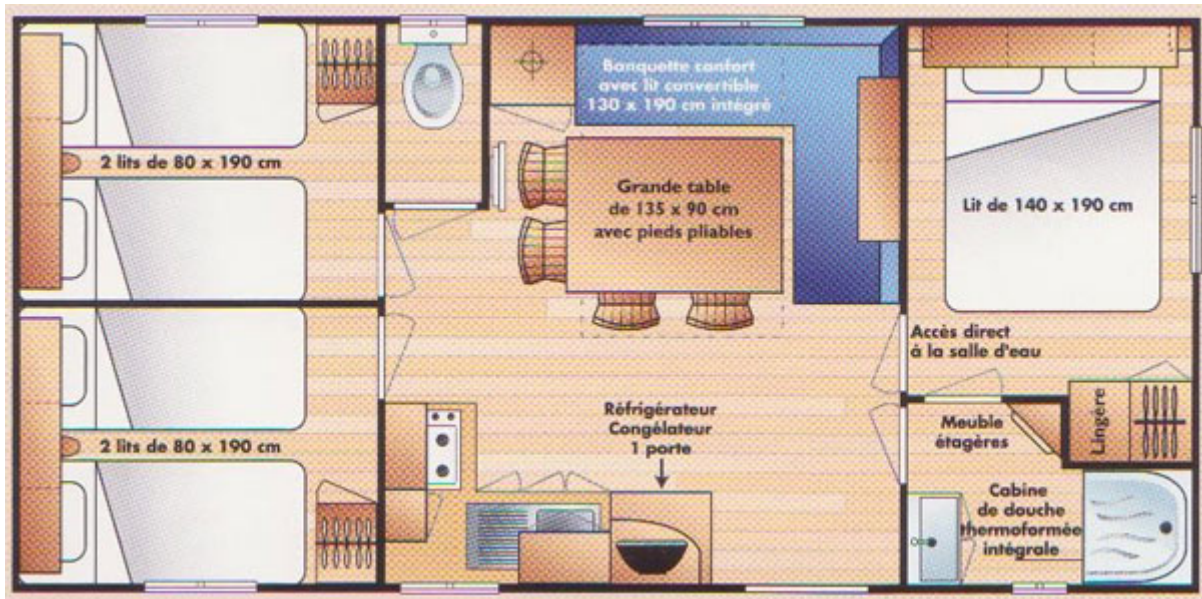 Banquette confort
avec lit convertible
130 x 190 cm intégré
2 lits de 80 x 190 cm
Grande table
de 135 x 90 cm
avec pieds pliables
Lit de 140 x 190 cm
Accès direct
à la salle d'eau
Réfrigérateur
Congélateur
1 porte
Meuble
étagères
Lingère
2 lits de 80 x 190 cm
Cabine
de douche
thermoformée
intégrale